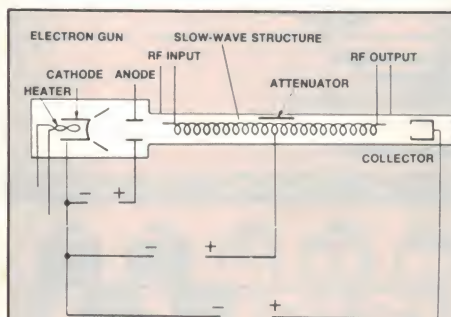 ELECTRON GUN
SLOW-WAVE STRUCTURE
RF INPUT
RF OUTPUT
CATHODE
ANODE
ATTENUATOR
HEATER
COLLECTOR
- +
- +
- +